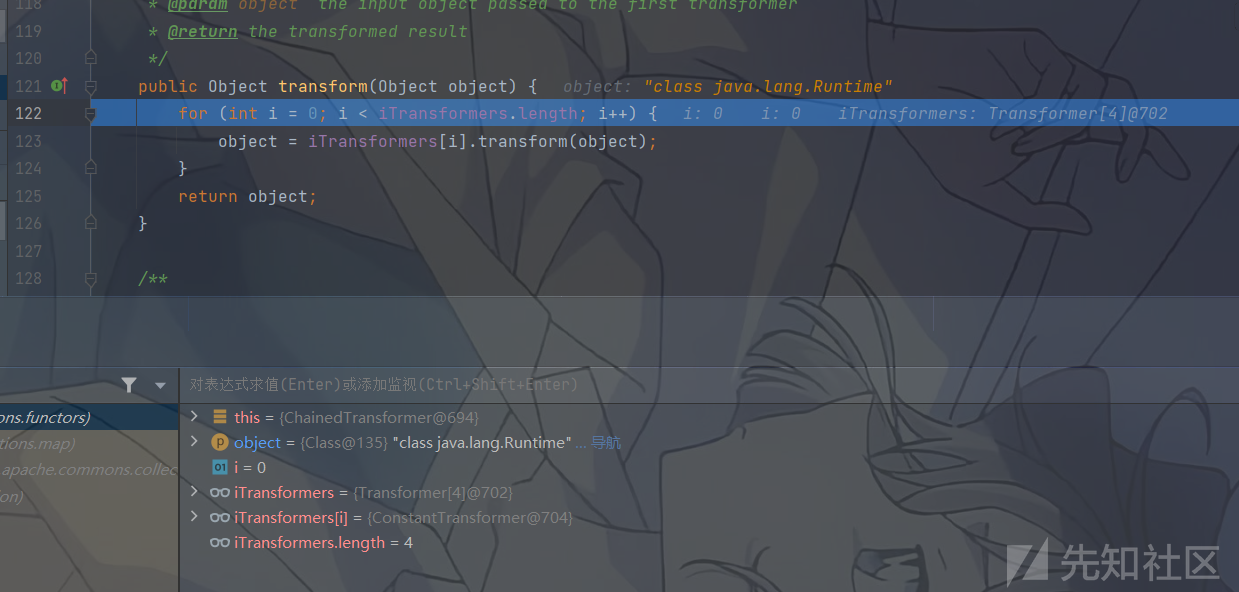 118 * @param object the input object passed to the first transformer
119 * @return the transformed result
120 */
121 public Object transform(Object object) { object: "class java.lang.Runtime"
122 for (int i = 0; i < iTransformers.length; i++) { i: 0 i: 0 iTransformers: Transformer[4]@702
123 object = iTransformers[i].transform(object);
124 }
125 return object;
126 }
127
128 /**
对表达式求值(Enter)或添加监视(Ctrl+Shift+Enter)
ons.functors)
this = {ChainedTransformer@694}
tions.map)
p object = {Class@135} "class java.lang.Runtime" ... 导航
apache.commons.collec
01 i = 0
on)
iTransformers = {Transformer[4]@702}
iTransformers[i] = {ConstantTransformer@704}
iTransformers.length = 4
先知社区